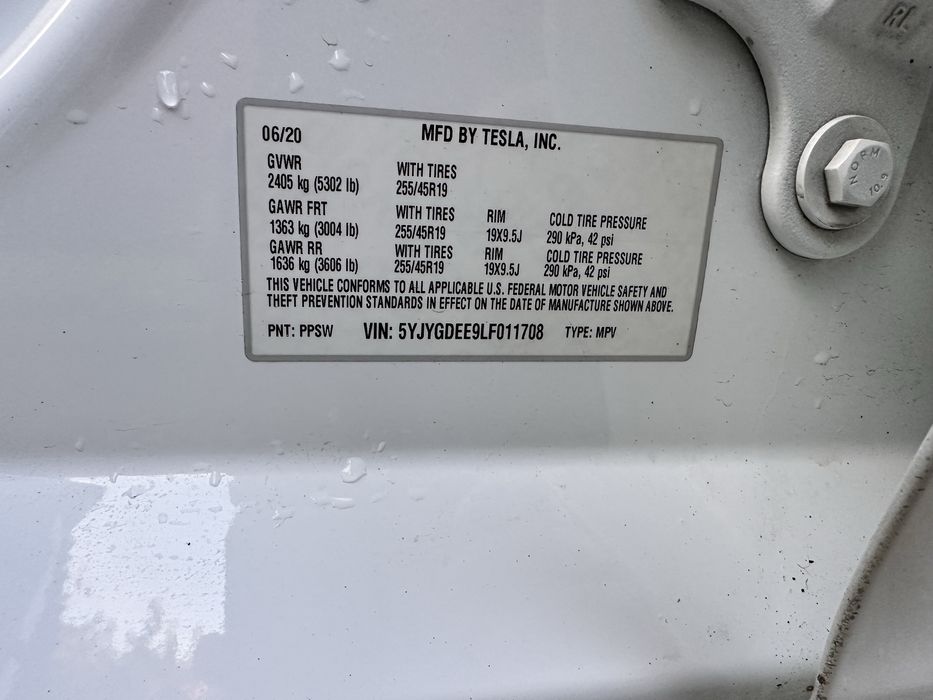 06/20 MFD BY TESLA, INC.
GVWR WITH TIRES
2405 kg (5302 lb) 255/45R19
GAWR FRT WITH TIRES RIM COLD TIRE PRESSURE
1363 kg (3004 lb) 255/45R19 19X9.5J 290 kPa, 42 psi
GAWR RR WITH TIRES RIM COLD TIRE PRESSURE
1636 kg (3606 lb) 255/45R19 19X9.5J 290 kPa, 42 psi
THIS VEHICLE CONFORMS TO ALL APPLICABLE U.S. FEDERAL MOTOR VEHICLE SAFETY AND
THEFT PREVENTION STANDARDS IN EFFECT ON THE DATE OF MANUFACTURE SHOWN ABOVE.
PNT: PPSW VIN: 5YJYGDEE9LF011708 TYPE: MPV
NORM
10.9